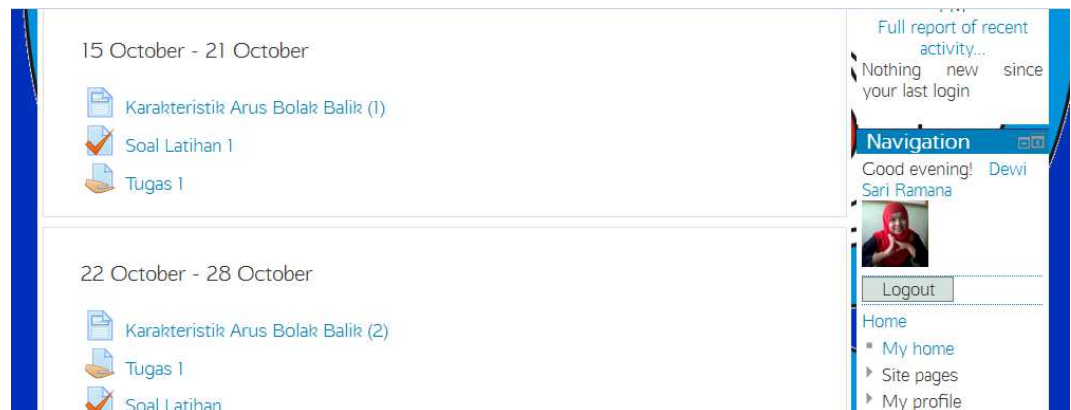 15 October - 21 October
Karakteristik Arus Bolak Balik (1)
Soal Latihan 1
Tugas 1
22 October - 28 October
Karakteristik Arus Bolak Balik (2)
Tugas 1
Soal Latihan
Full report of recent
activity...
Nothing new since
your last login
Navigation
Good evening! Dewi
Sari Ramana
Logout
Home
My home
Site pages
My profile